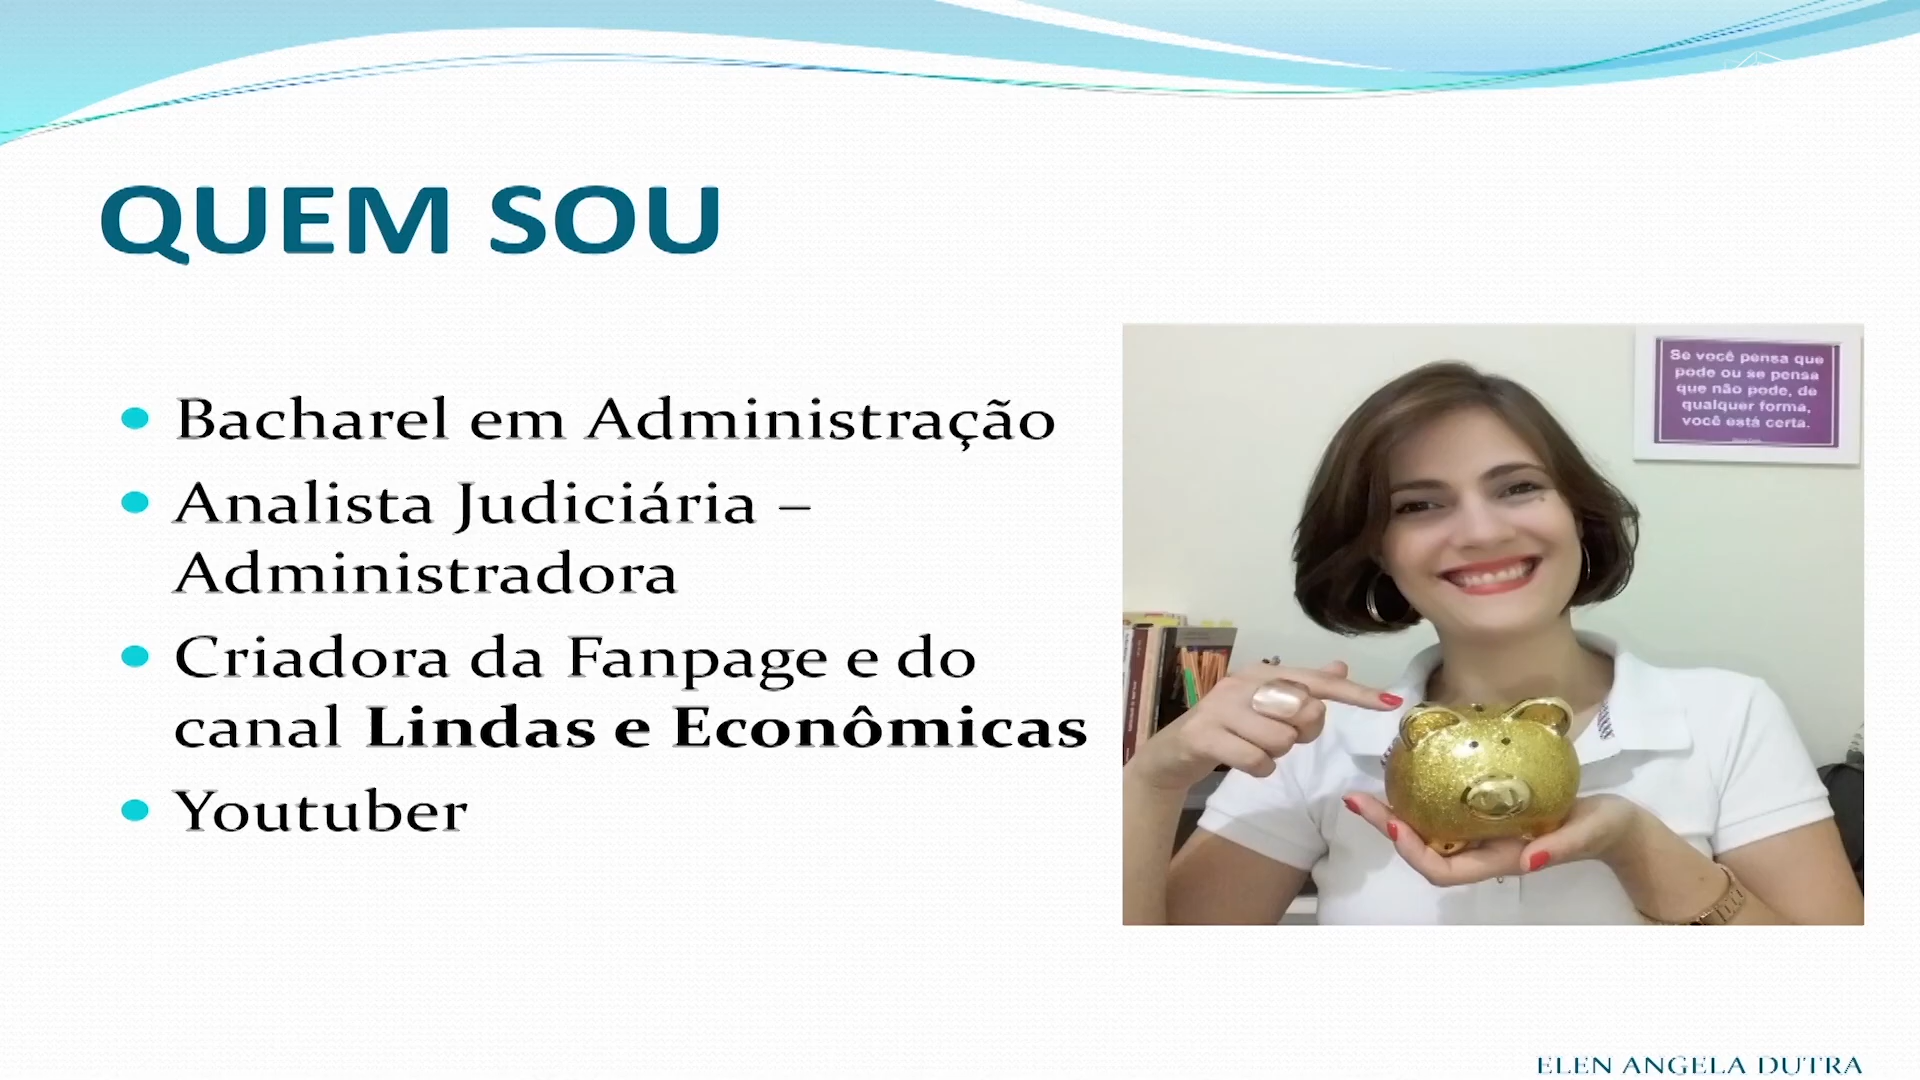 QUEM SOU
Bacharel em Administração
Analista Judiciária –
Administradora
Criadora da Fanpage e do
canal Lindas e Econômicas
Youtuber
Se você pensa que
pode ou se pensa
que não pode, de
qualquer forma,
você está certa.
ELEN ANGELA DUTRA